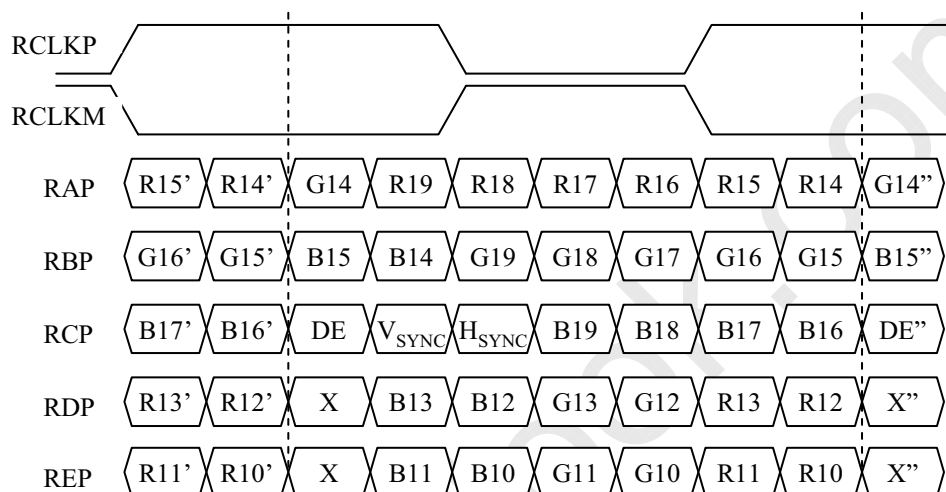 RCLKP
RCLKM
RAP R15’ R14’ G14 R19 R18 R17 R16 R15 R14 G14”
RBP G16’ G15’ B15 B14 G19 G18 G17 G16 G15 B15”
RCP B17’ B16’ DE VSYNC HSYNC B19 B18 B17 B16 DE”
RDP R13’ R12’ X B13 B12 G13 G12 R13 R12 X”
REP R11’ R10’ X B11 B10 G11 G10 R11 R10 X”